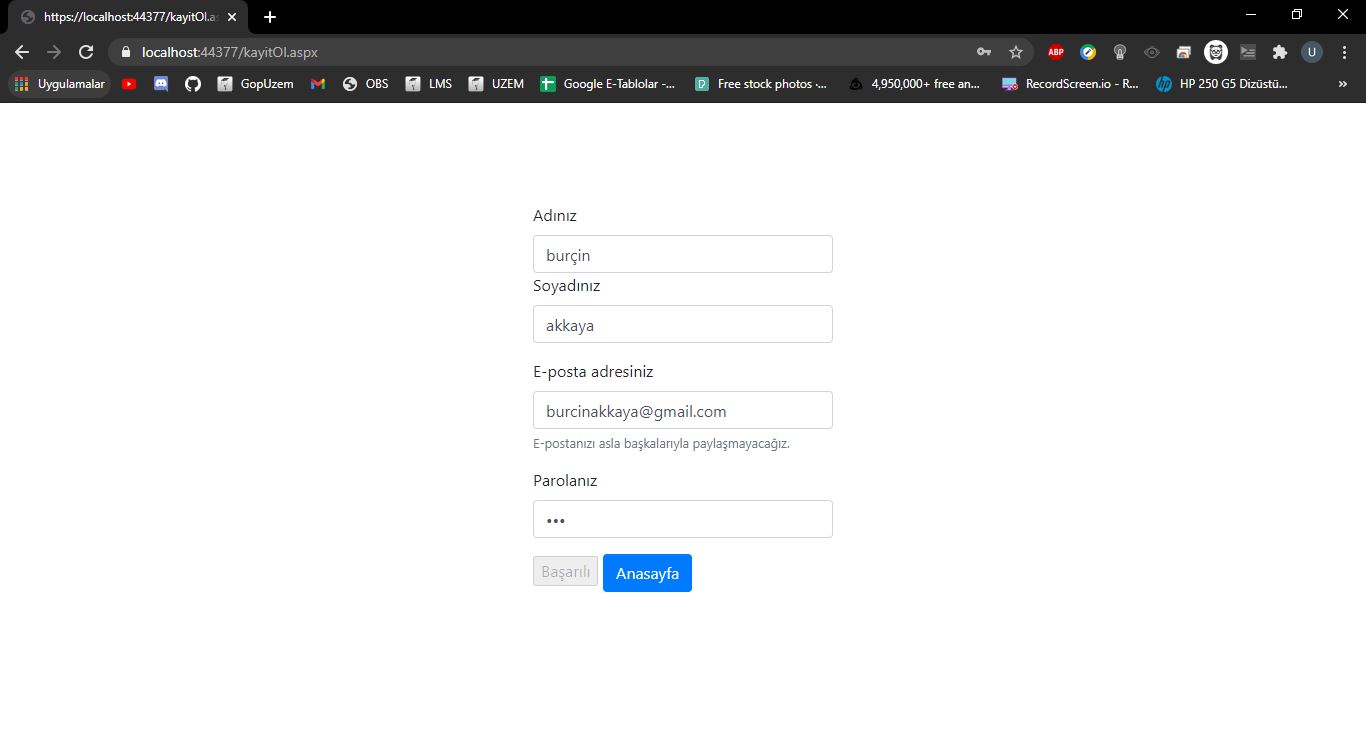 https://localhost:44377/kayitOl.as
localhost:44377/kayitOl.aspx
ABP
U
Uygulamalar
GopUzem
OBS
LMS
UZEM
Google E-Tablolar -...
Free stock photos -...
4,950,000+ free an...
RecordScreen.io - R...
HP 250 G5 Dizüstü...
»
Adınız
burçin
Soyadınız
akkaya
E-posta adresiniz
burcinakkaya@gmail.com
E-postanızı asla başkalarıyla paylaşmayacağız.
Parolanız
•••
Başarılı
Anasayfa